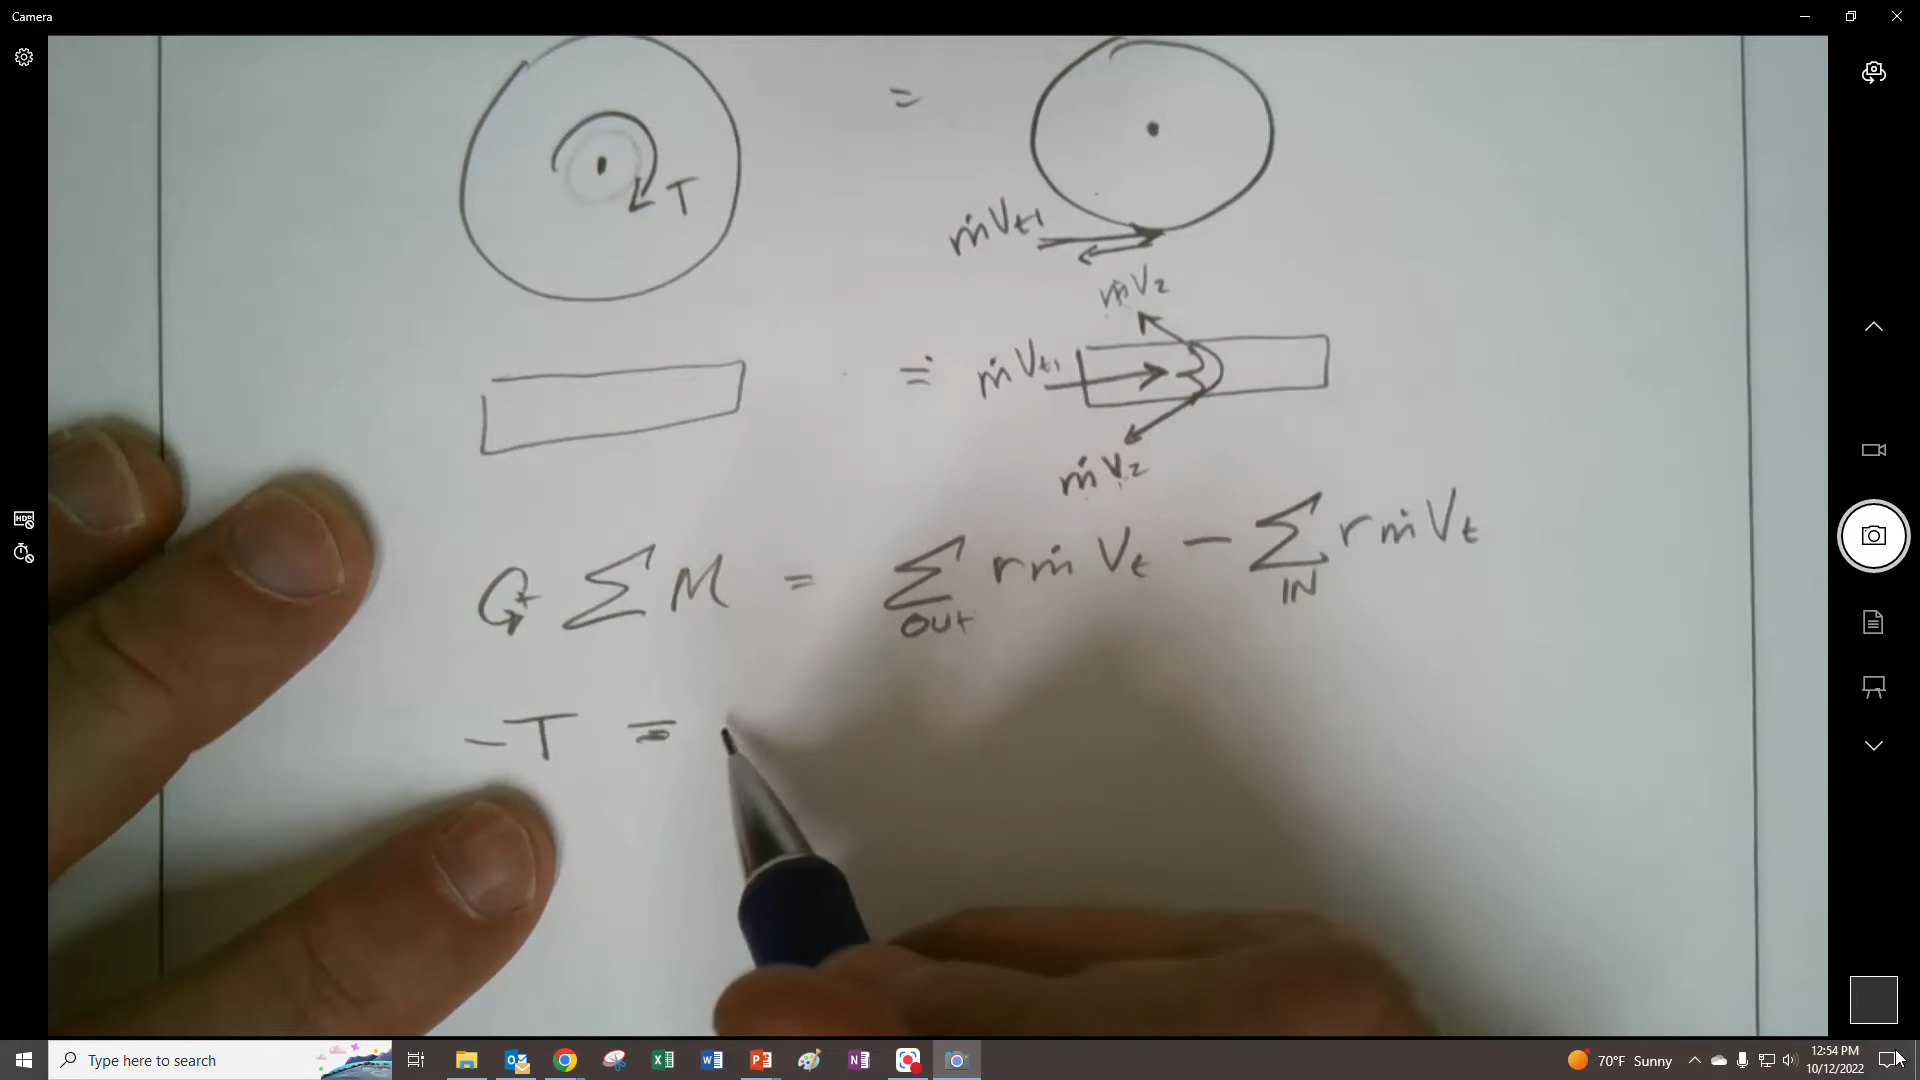 Camera
=
T
ṁVt1
ṁV2
= ṁVt1
ṁV2
↺+ ΣM = Σ rṁVt − Σ rṁVt
OUT IN
-T =
Type here to search
70°F Sunny
12:54 PM
10/12/2022